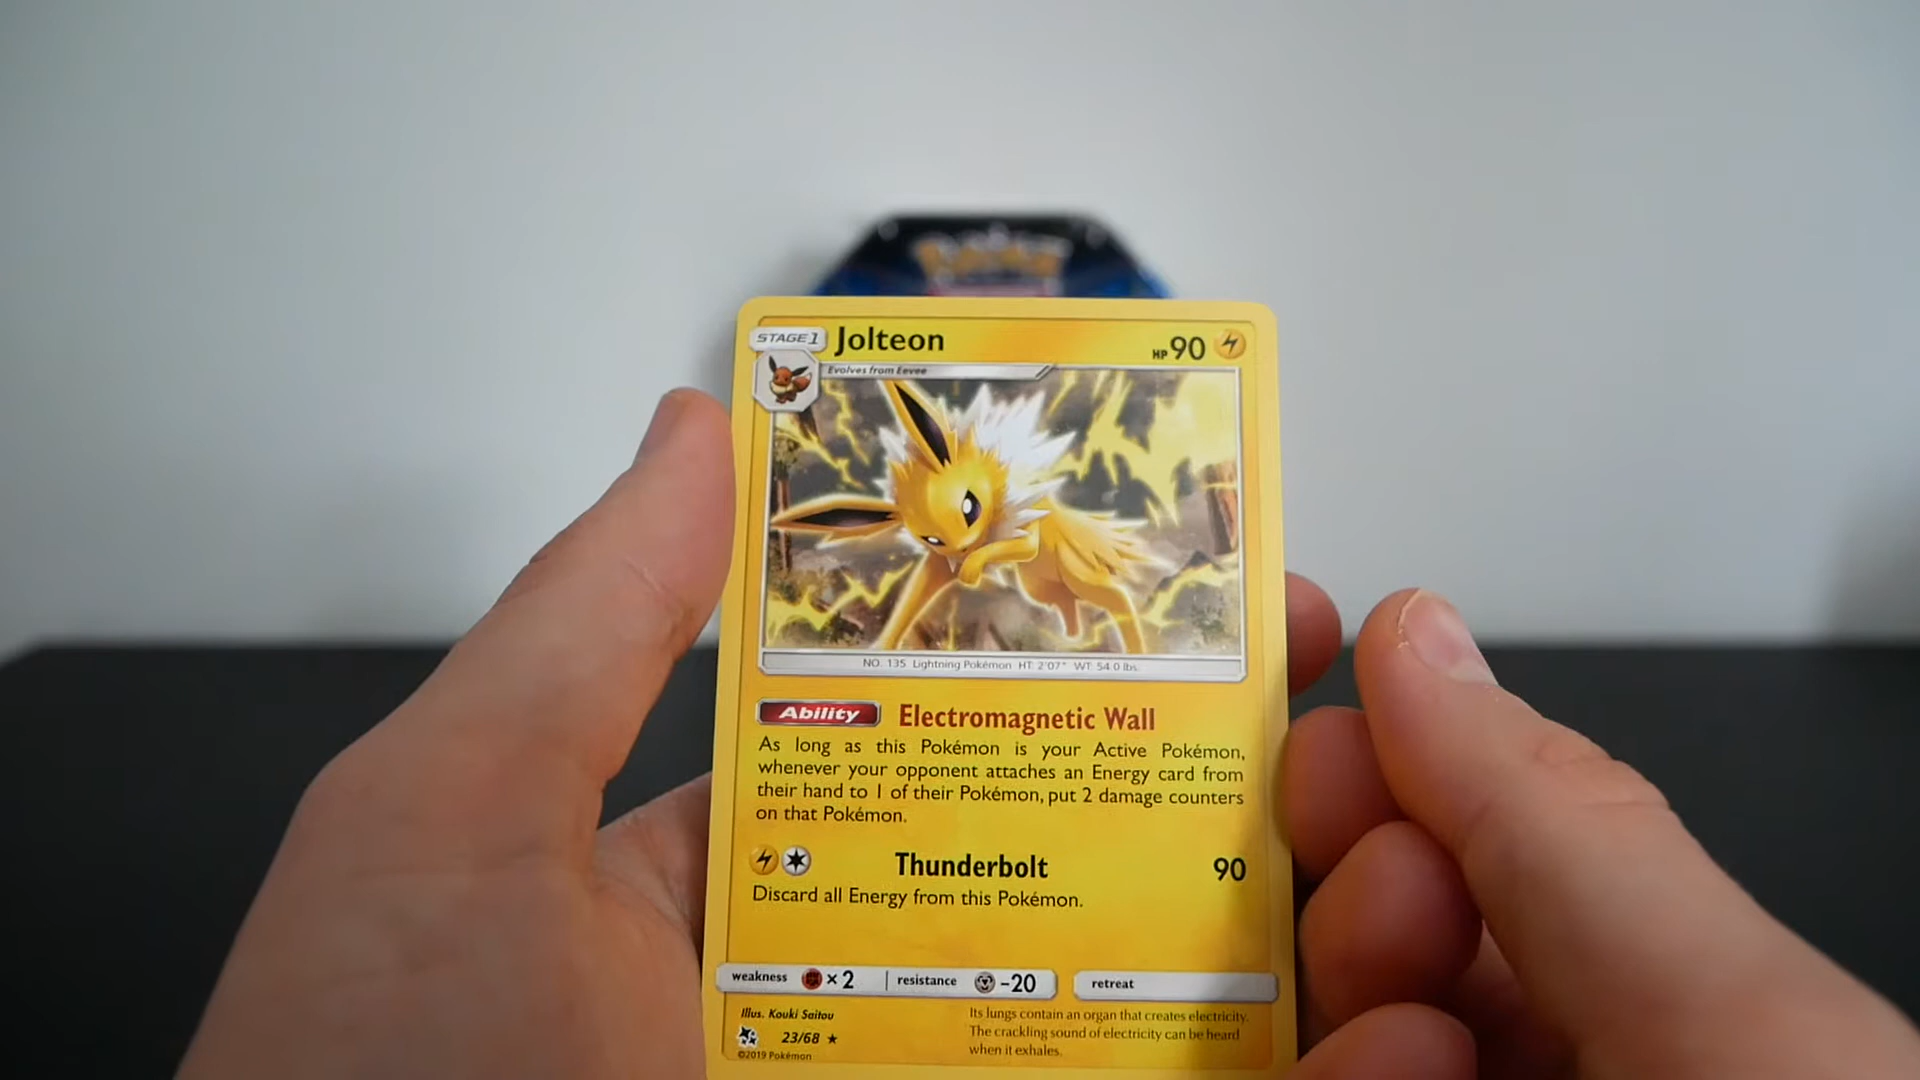 POKéMON
STAGE 1
Jolteon
HP 90
Evolves from Eevee
NO. 135 Lightning Pokémon HT: 2'07" WT: 54.0 lbs.
Ability Electromagnetic Wall
As long as this Pokémon is your Active Pokémon,
whenever your opponent attaches an Energy card from
their hand to 1 of their Pokémon, put 2 damage counters
on that Pokémon.
Thunderbolt 90
Discard all Energy from this Pokémon.
weakness ×2 resistance -20 retreat
Illus. Kouki Saitou
23/68 ★
©2019 Pokémon
Its lungs contain an organ that creates electricity.
The crackling sound of electricity can be heard
when it exhales.